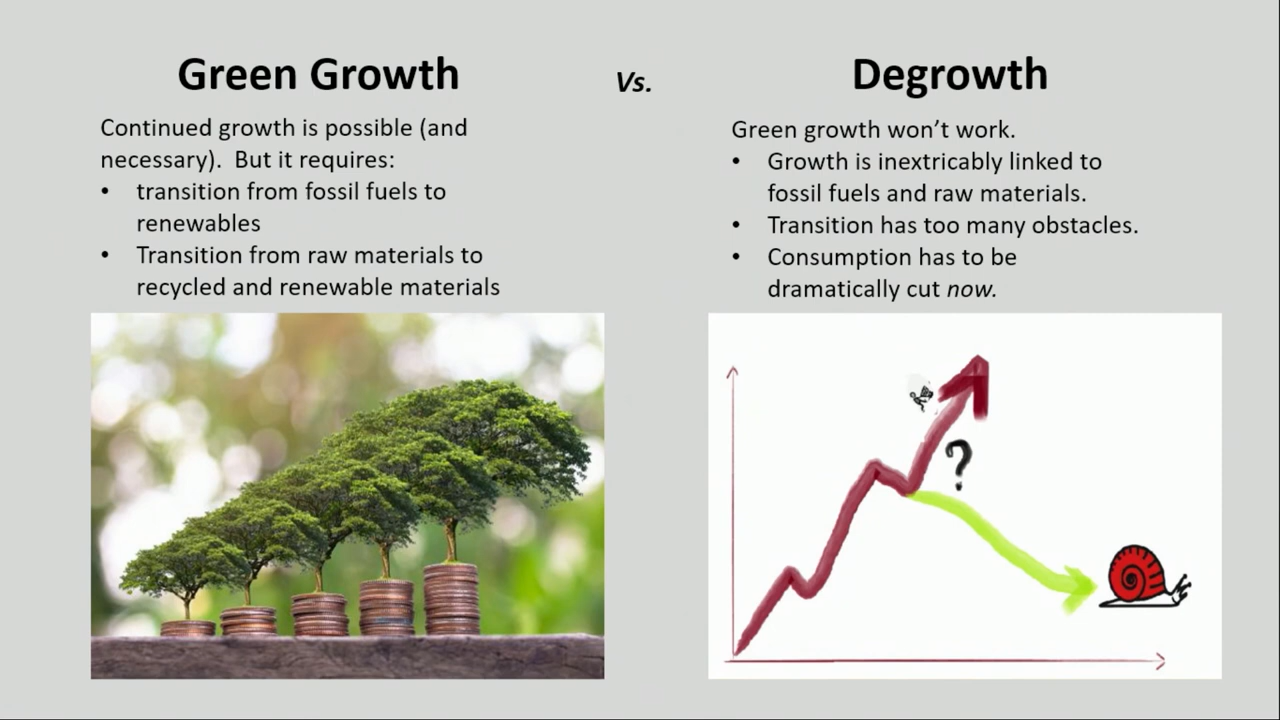 Green Growth
Vs.
Degrowth
Continued growth is possible (and
necessary).  But it requires:
• transition from fossil fuels to
renewables
• Transition from raw materials to
recycled and renewable materials
Green growth won’t work.
• Growth is inextricably linked to
fossil fuels and raw materials.
• Transition has too many obstacles.
• Consumption has to be
dramatically cut now.
?